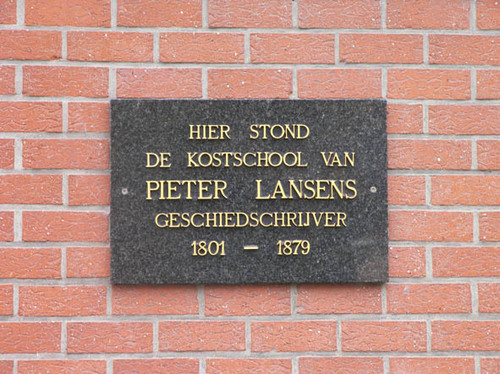 HIER STOND
DE KOSTSCHOOL VAN
PIETER LANSENS
GESCHIEDSCHRIJVER
1801 — 1879